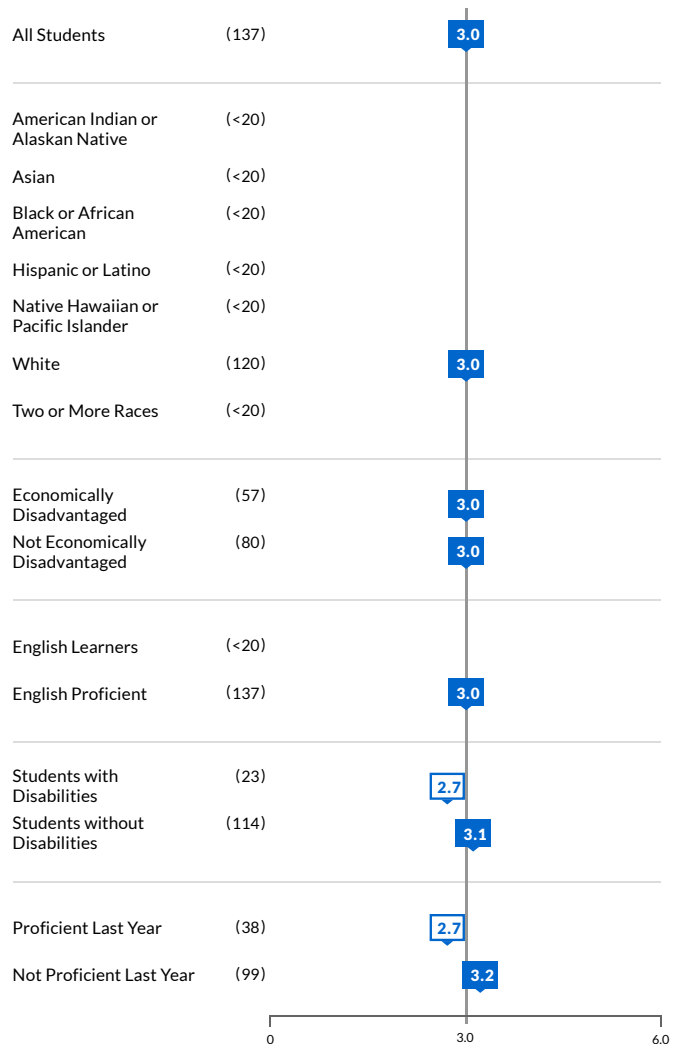 All Students (137) 3.0
American Indian or (<20)
Alaskan Native
Asian (<20)
Black or African (<20)
American
Hispanic or Latino (<20)
Native Hawaiian or (<20)
Pacific Islander
White (120) 3.0
Two or More Races (<20)
Economically (57) 3.0
Disadvantaged
Not Economically (80) 3.0
Disadvantaged
English Learners (<20)
English Proficient (137) 3.0
Students with (23) 2.7
Disabilities
Students without (114) 3.1
Disabilities
Proficient Last Year (38) 2.7
Not Proficient Last Year (99) 3.2
0 3.0 6.0